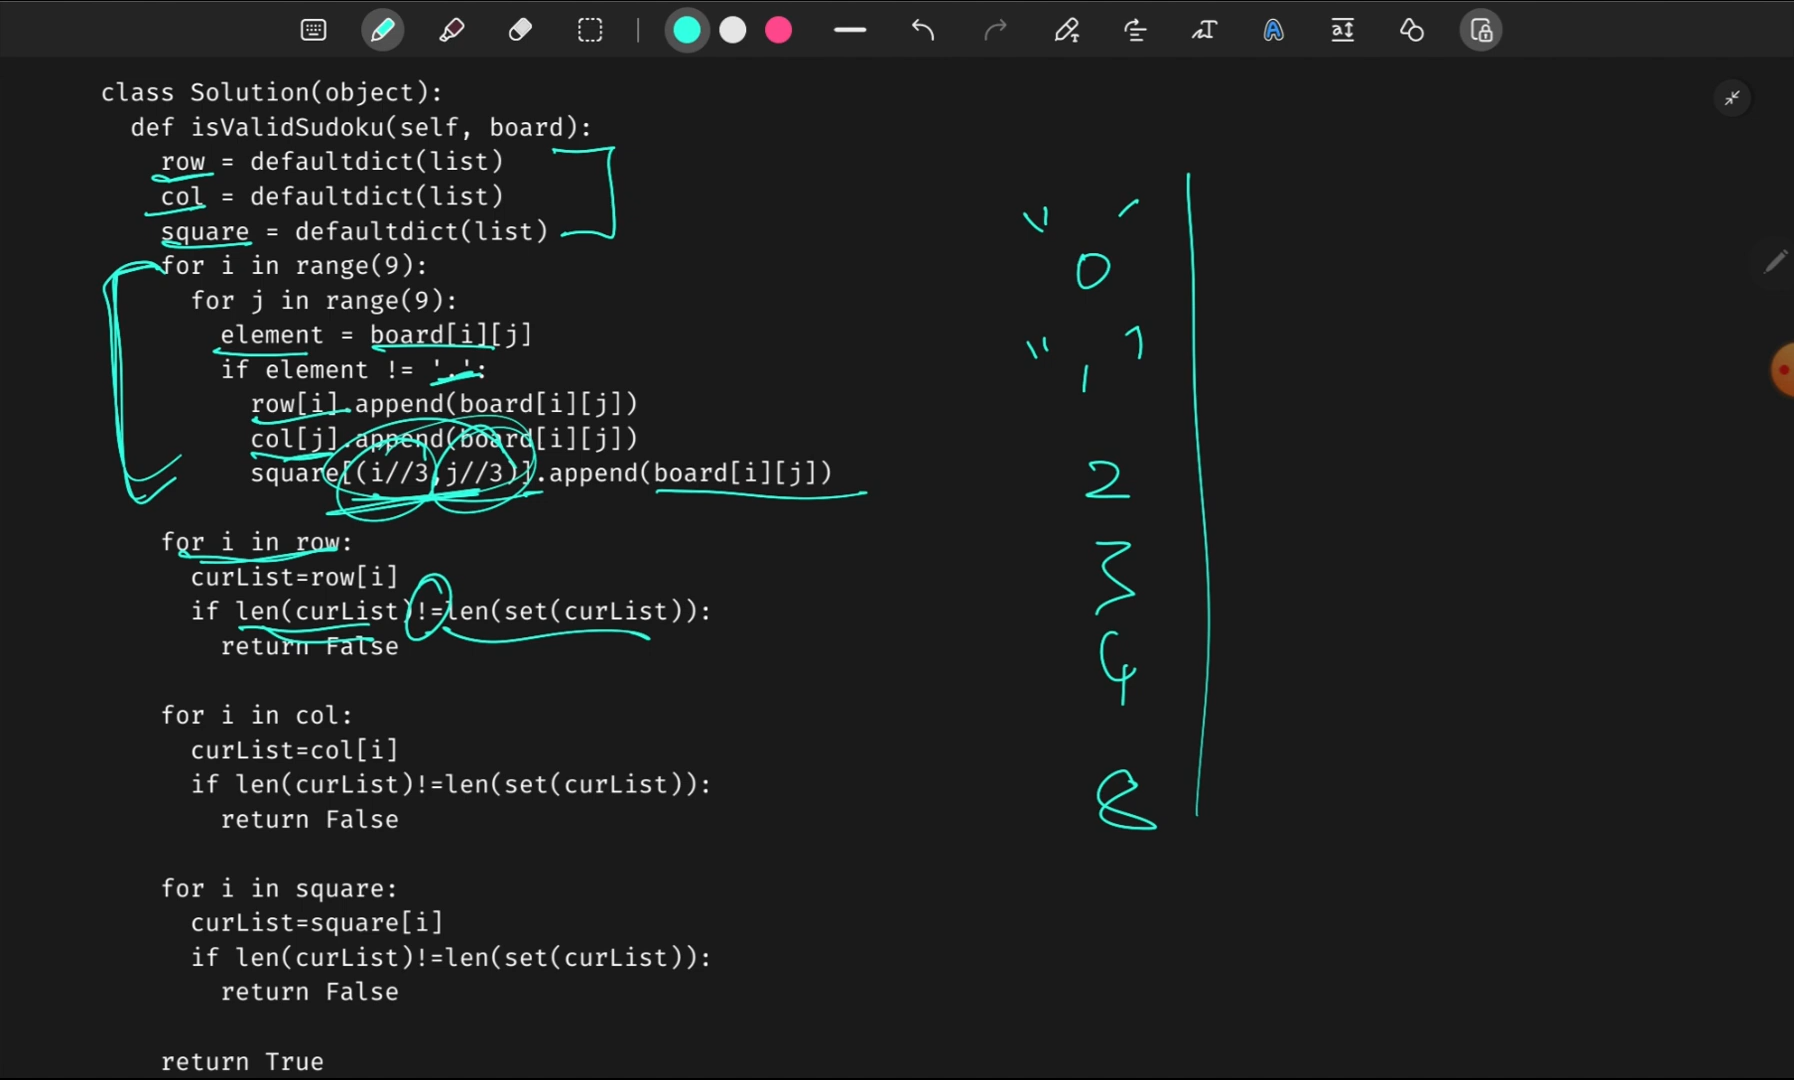 class Solution(object):
def isValidSudoku(self, board):
row = defaultdict(list)
col = defaultdict(list)
square = defaultdict(list)
for i in range(9):
for j in range(9):
element = board[i][j]
if element != '.':
row[i].append(board[i][j])
col[j].append(board[i][j])
square[(i//3,j//3)].append(board[i][j])
for i in row:
curList=row[i]
if len(curList)!=len(set(curList)):
return False
for i in col:
curList=col[i]
if len(curList)!=len(set(curList)):
return False
for i in square:
curList=square[i]
if len(curList)!=len(set(curList)):
return False
return True
0
1
2
3
4
8